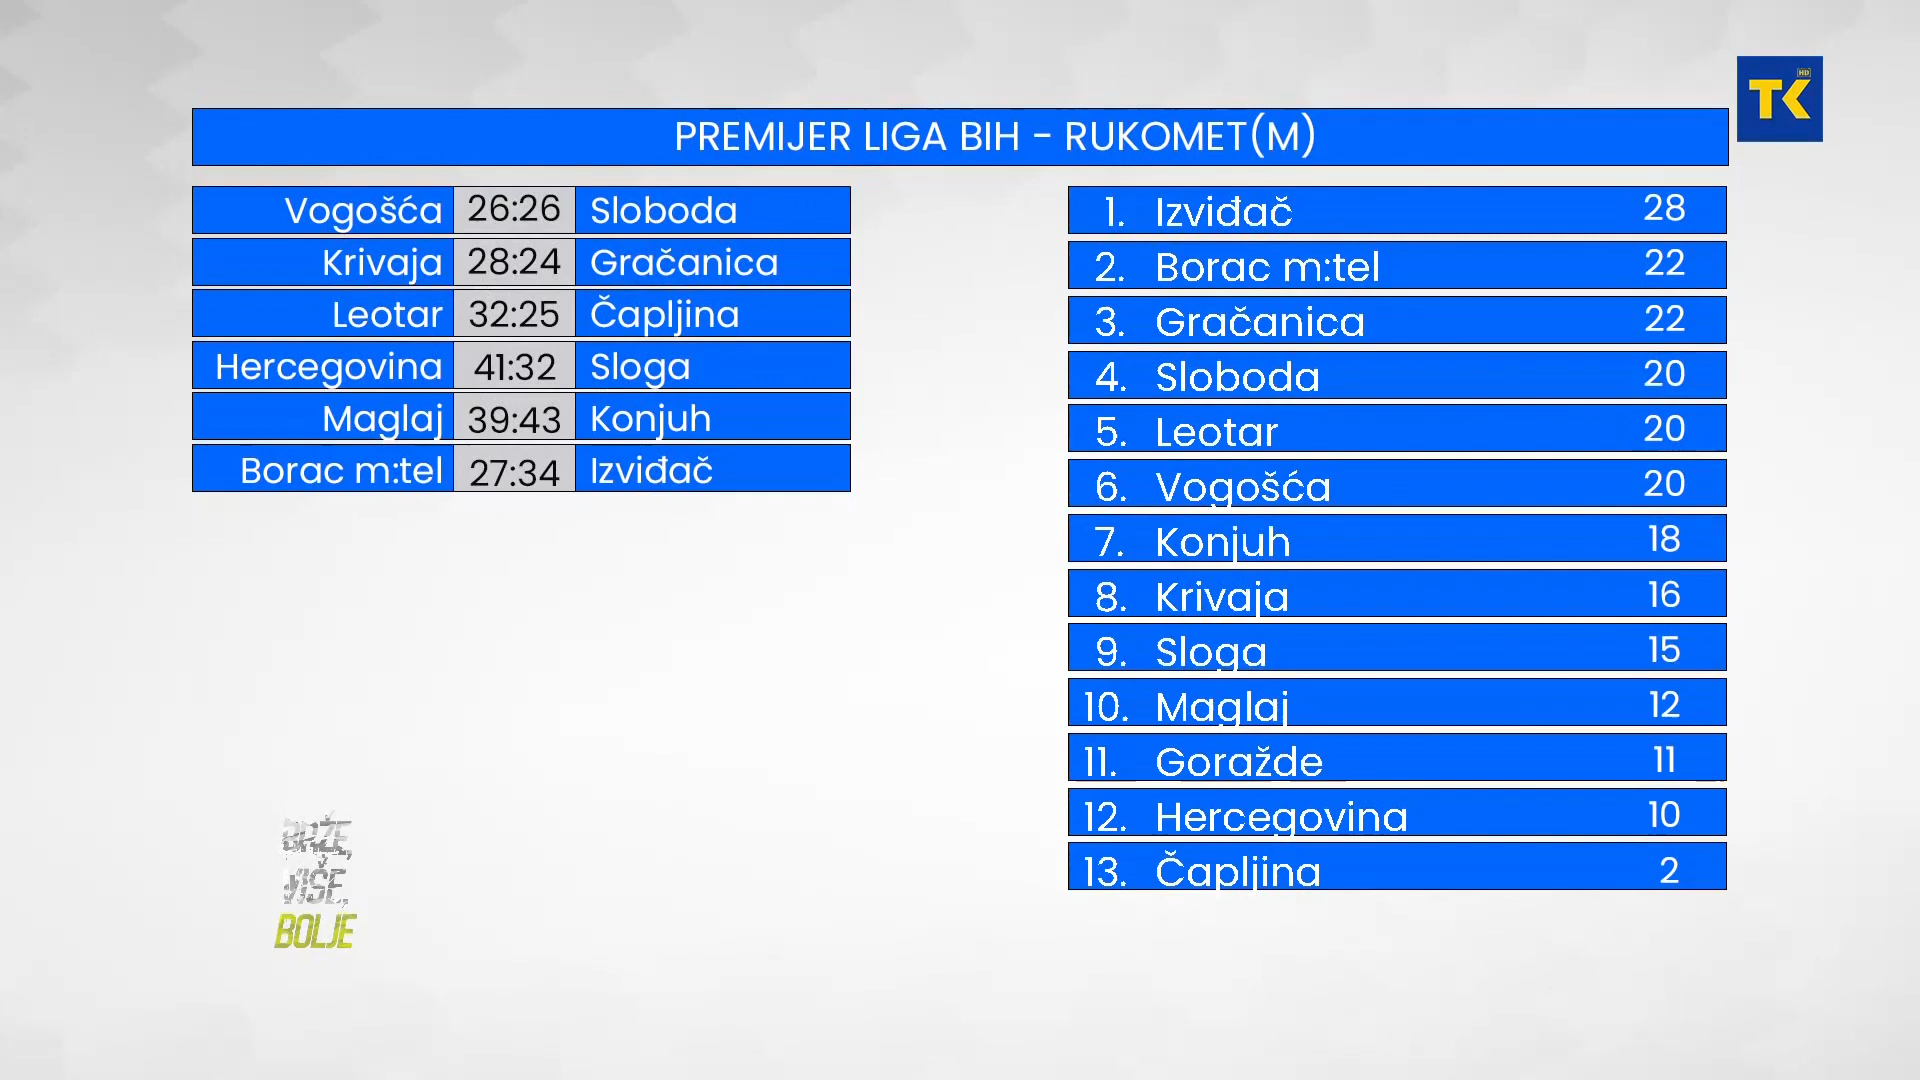 TK HD
PREMIJER LIGA BIH - RUKOMET(M)
Vogošća 26:26 Sloboda
Krivaja 28:24 Gračanica
Leotar 32:25 Čapljina
Hercegovina 41:32 Sloga
Maglaj 39:43 Konjuh
Borac m:tel 27:34 Izviđač
1. Izviđač 28
2. Borac m:tel 22
3. Gračanica 22
4. Sloboda 20
5. Leotar 20
6. Vogošća 20
7. Konjuh 18
8. Krivaja 16
9. Sloga 15
10. Maglaj 12
11. Goražde 11
12. Hercegovina 10
13. Čapljina 2
BRŽE,
VIŠE,
BOLJE